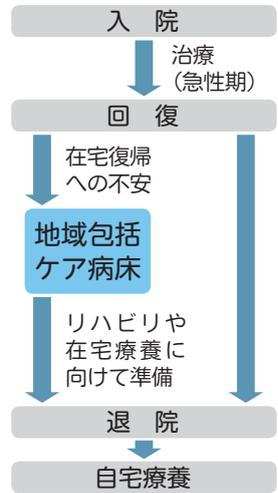 入　院
治療
（急性期）
回　復
在宅復帰
への不安
地域包括
ケア病床
リハビリや
在宅療養に
向けて準備
退　院
自宅療養